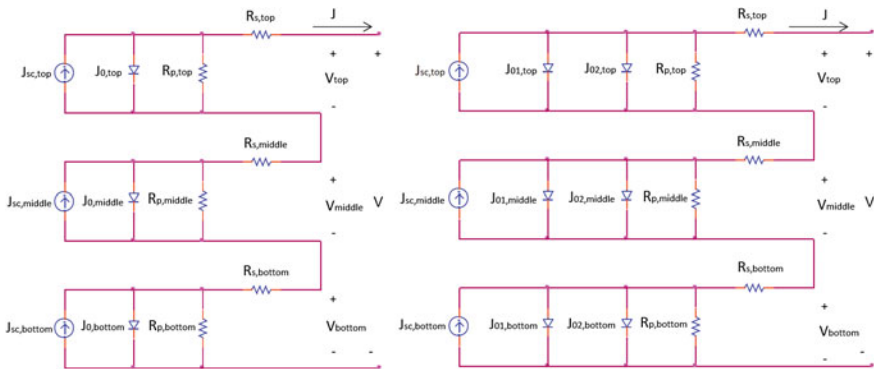 Rs,top
J
Jsc,top
J0,top
Rp,top
+
+
Vtop
-
Rs,middle
Jsc,middle
J0,middle
Rp,middle
+
Vmiddle
V
-
Rs,bottom
Jsc,bottom
J0,bottom
Rp,bottom
+
Vbottom
-
-
Rs,top
J
Jsc,top
J01,top
J02,top
Rp,top
+
+
Vtop
-
Rs,middle
Jsc,middle
J01,middle
J02,middle
Rp,middle
+
Vmiddle
V
-
Rs,bottom
Jsc,bottom
J01,bottom
J02,bottom
Rp,bottom
+
Vbottom
-
-